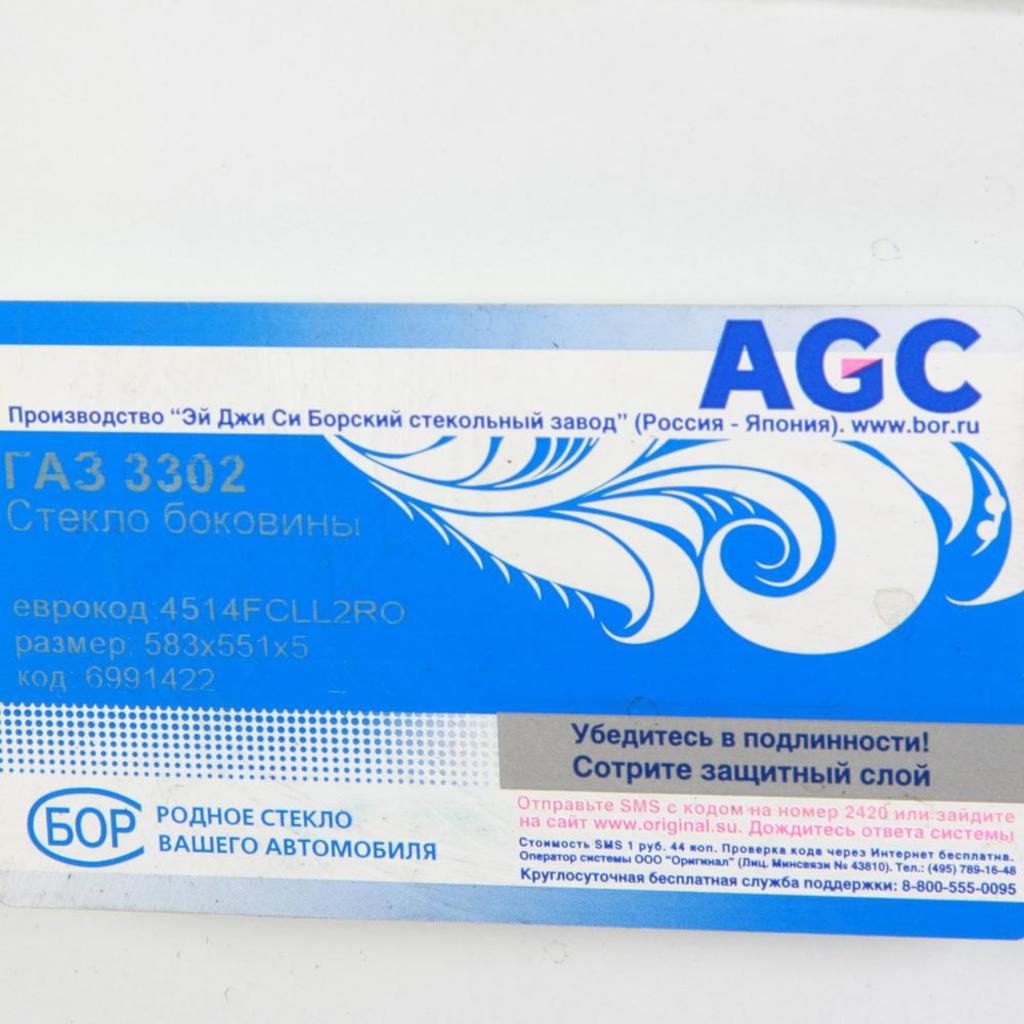 AGC
Производство "Эй Джи Си Борский стекольный завод" (Россия - Япония). www.bor.ru
ГАЗ 3302
Стекло боковины
еврокод:4514FCLL2RO
размер: 583x551x5
код: 6991422
Убедитесь в подлинности!
Сотрите защитный слой
БОР
РОДНОЕ СТЕКЛО
ВАШЕГО АВТОМОБИЛЯ
Отправьте SMS с кодом на номер 2420 или зайдите
на сайт www.original.su. Дождитесь ответа системы
Стоимость SMS 1 руб. 44 коп. Проверка кода через Интернет бесплатна.
Оператор системы ООО "Оригинал" (Лиц. Минсвязи № 43810). Тел.: (495) 789-16-48
Круглосуточная бесплатная служба поддержки: 8-800-555-0095